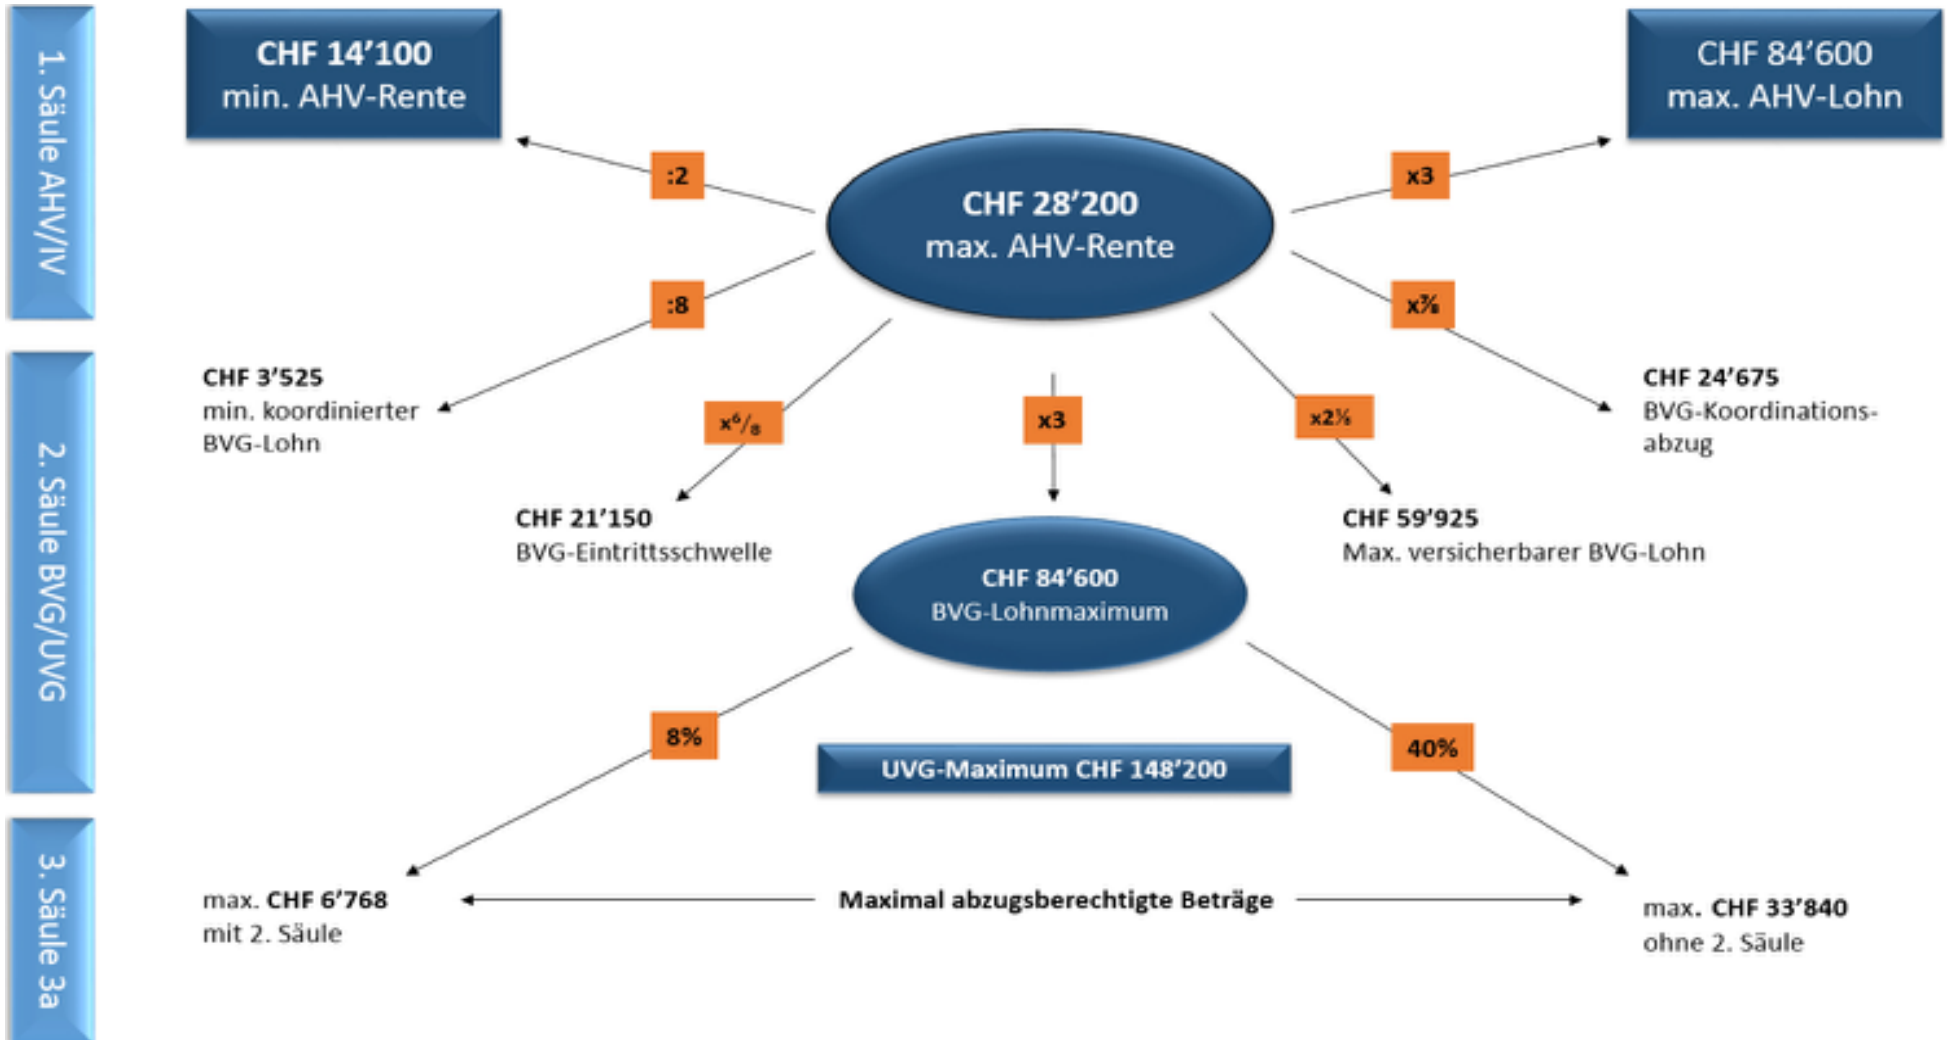 1. Säule AHV/IV
CHF 14’100
min. AHV-Rente
CHF 84’600
max. AHV-Lohn
:2
x3
CHF 28’200
max. AHV-Rente
:8
x⅞
CHF 3’525
min. koordinierter
BVG-Lohn
CHF 24’675
BVG-Koordinations-
abzug
2. Säule BVG/UVG
x⁶/₈
x3
x2⅛
CHF 21’150
BVG-Eintrittsschwelle
CHF 59’925
Max. versicherbarer BVG-Lohn
CHF 84’600
BVG-Lohnmaximum
8%
40%
UVG-Maximum CHF 148’200
3. Säule 3a
max. CHF 6’768
mit 2. Säule
Maximal abzugsberechtigte Beträge
max. CHF 33’840
ohne 2. Säule